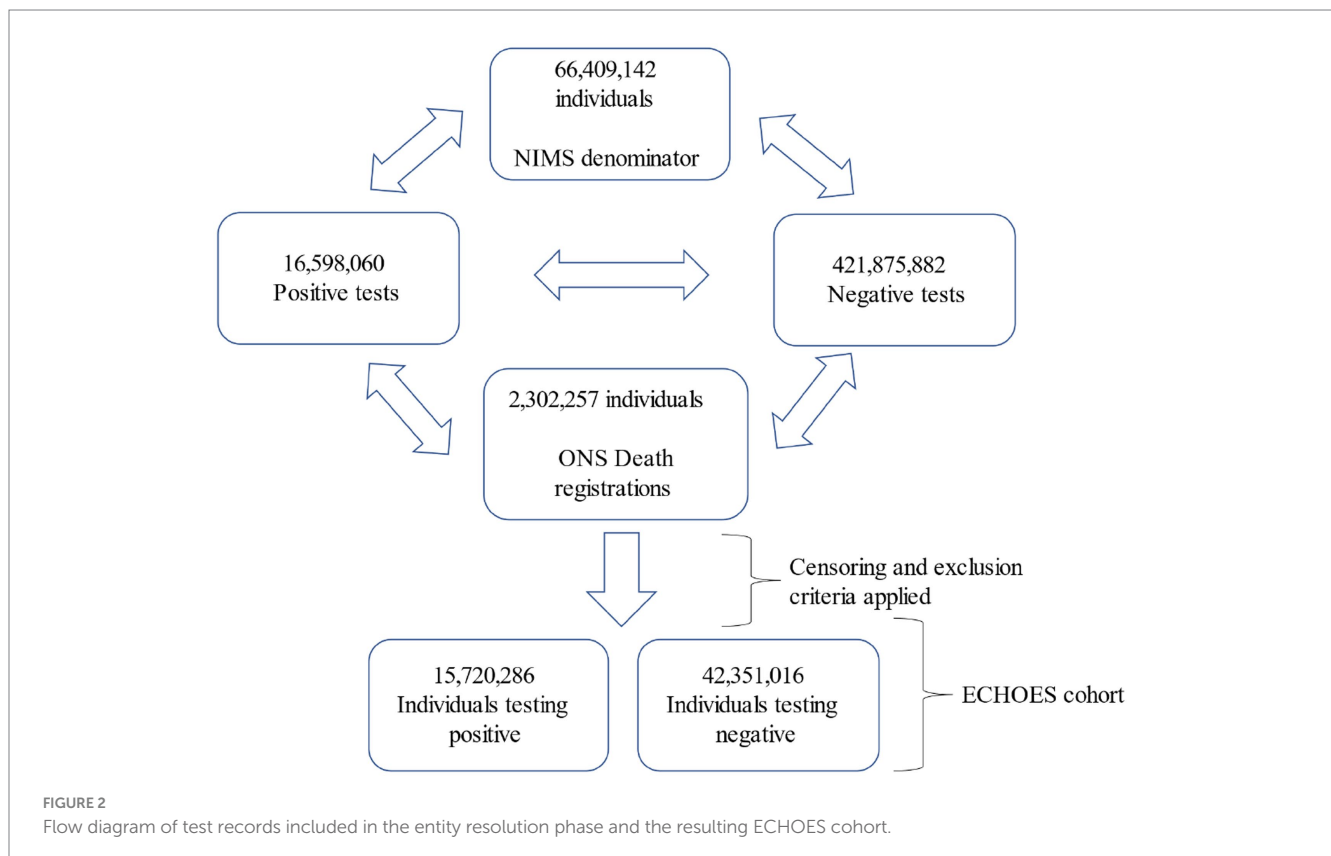 66,409,142
individuals
NIMS denominator
16,598,060
Positive tests
421,875,882
Negative tests
2,302,257 individuals
ONS Death
registrations
Censoring and exclusion
criteria applied
15,720,286
Individuals testing
positive
42,351,016
Individuals testing
negative
ECHOES cohort
FIGURE 2
Flow diagram of test records included in the entity resolution phase and the resulting ECHOES cohort.